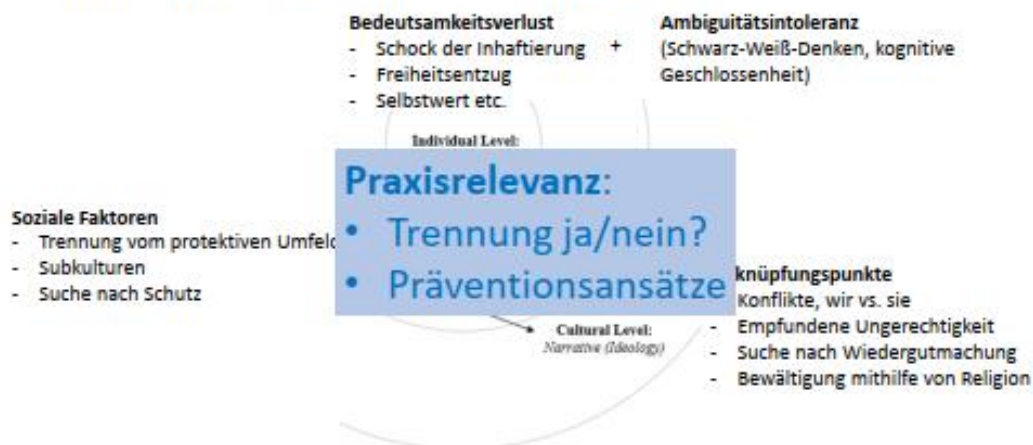 Bedeutsamkeitsverlust
- Schock der Inhaftierung +
- Freiheitsentzug
- Selbstwert etc.
Ambiguitätsintoleranz
(Schwarz-Weiß-Denken, kognitive
Geschlossenheit)
Individual Level:
Praxisrelevanz:
• Trennung ja/nein?
• Präventionsansätze
Soziale Faktoren
- Trennung vom protektiven Umfeld
- Subkulturen
- Suche nach Schutz
knüpfungspunkte
Konflikte, wir vs. sie
- Empfundene Ungerechtigkeit
- Suche nach Wiedergutmachung
- Bewältigung mithilfe von Religion
Cultural Level:
Narrative (Ideology)